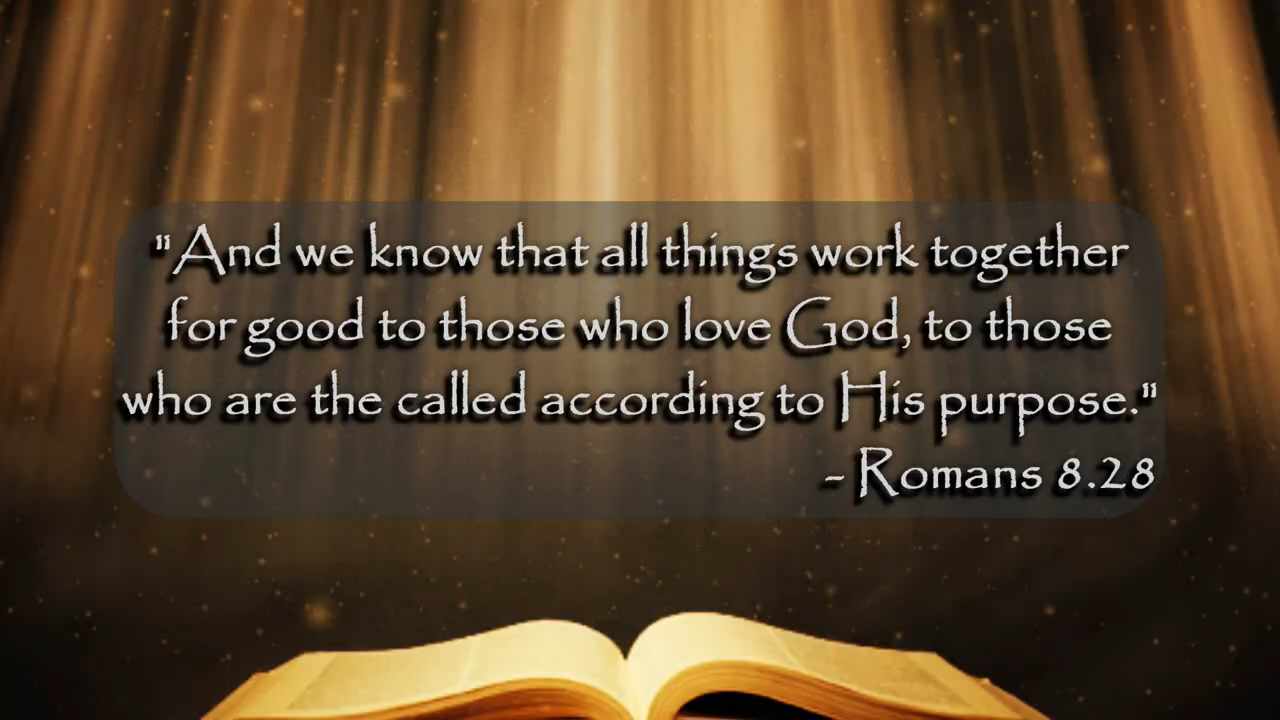 "And we know that all things work together
for good to those who love God, to those
who are the called according to His purpose."
- Romans 8.28